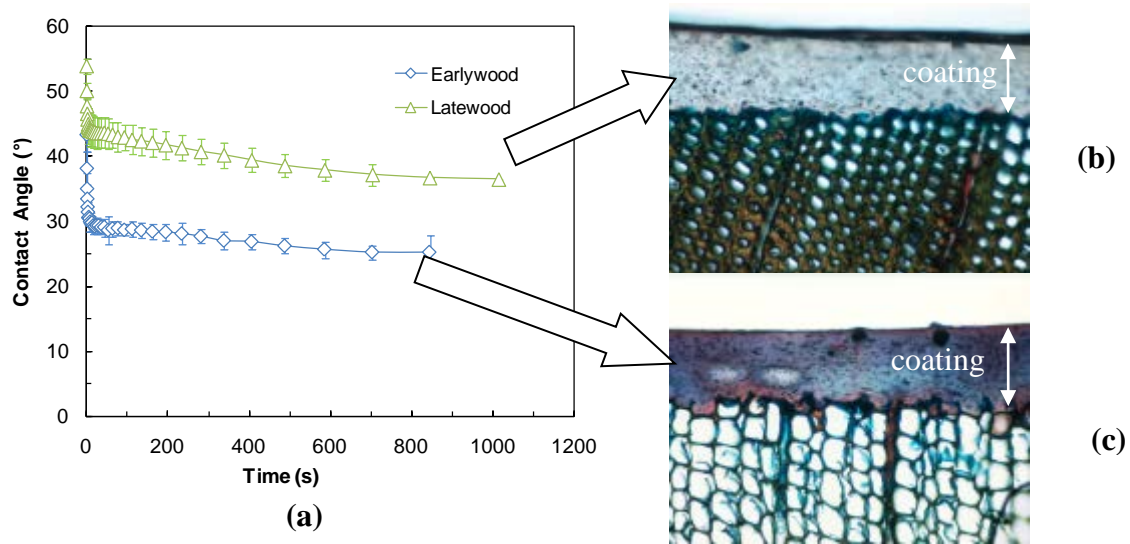 60
50
40
30
20
10
0
0 200 400 600 800 1000 1200
Contact Angle (°)
Time (s)
Earlywood
Latewood
(a)
coating
(b)
coating
(c)